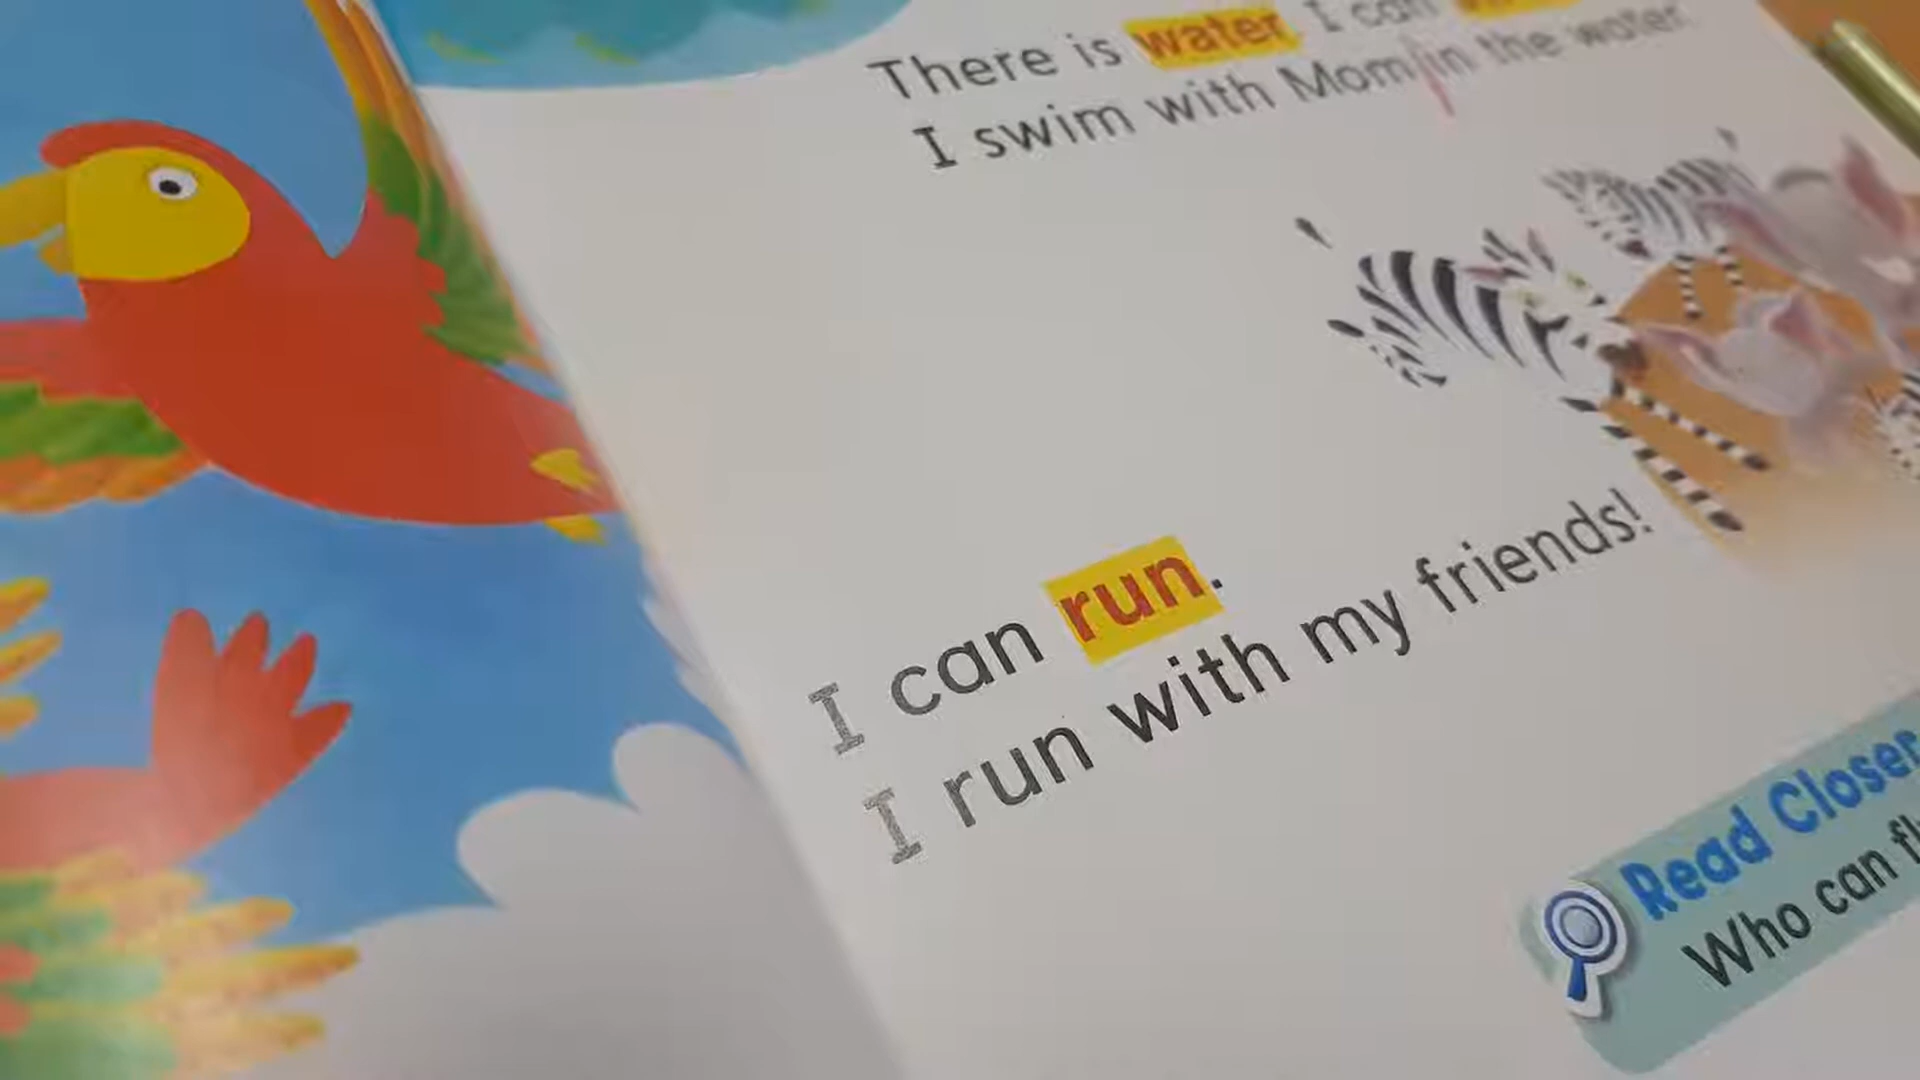 There is water. I can
I swim with Mom in the water.
I can run.
I run with my friends!
Read Closer
Who can